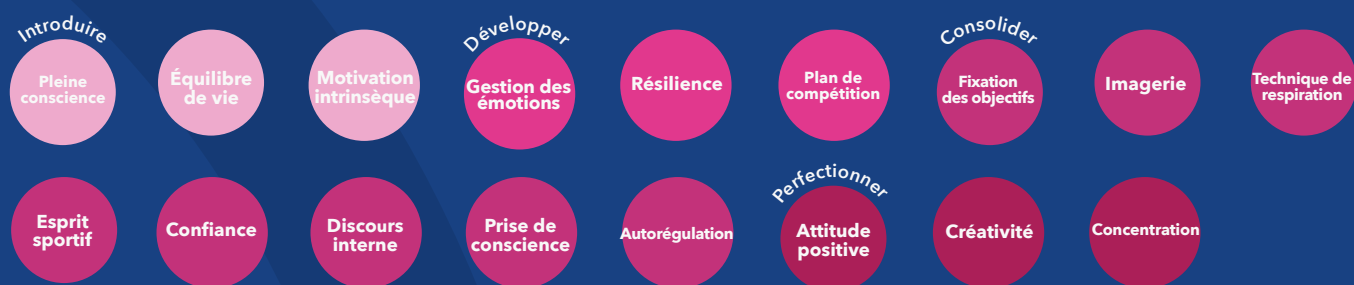 Introduire
Pleine
conscience
Équilibre
de vie
Motivation
intrinsèque
Développer
Gestion des
émotions
Résilience
Plan de
compétition
Consolider
Fixation
des objectifs
Imagerie
Technique de
respiration
Esprit
sportif
Confiance
Discours
interne
Prise de
conscience
Autorégulation
Perfectionner
Attitude
positive
Créativité
Concentration